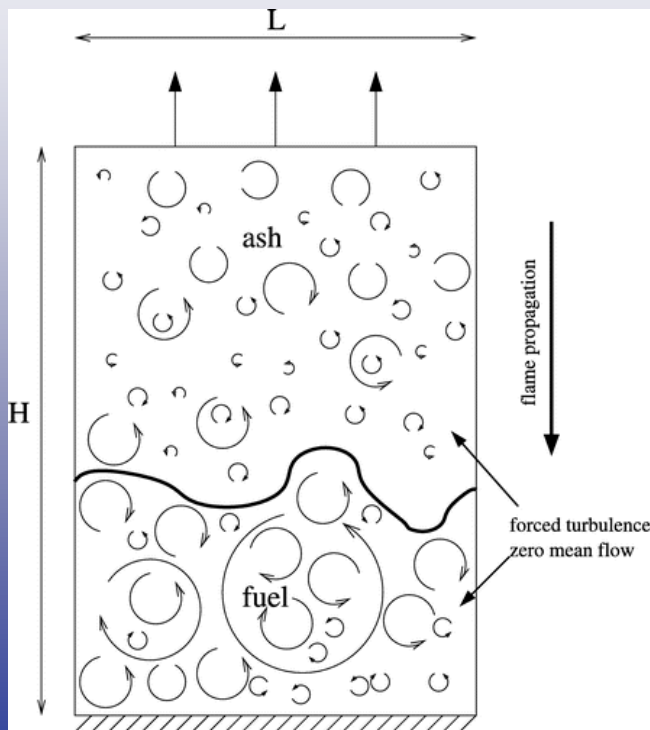 L
ash
flame propagation
H
forced turbulence
zero mean flow
fuel